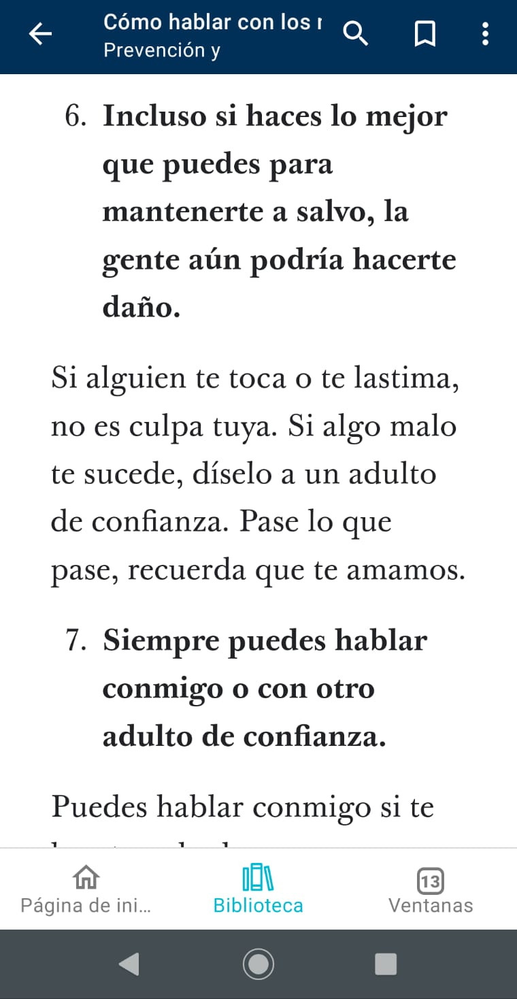 Cómo hablar con los
Prevención y
6. Incluso si haces lo mejor
que puedes para
mantenerte a salvo, la
gente aún podría hacerte
daño.
Si alguien te toca o te lastima,
no es culpa tuya. Si algo malo
te sucede, díselo a un adulto
de confianza. Pase lo que
pase, recuerda que te amamos.
7. Siempre puedes hablar
conmigo o con otro
adulto de confianza.
Puedes hablar conmigo si te
Página de ini...
Biblioteca
13
Ventanas